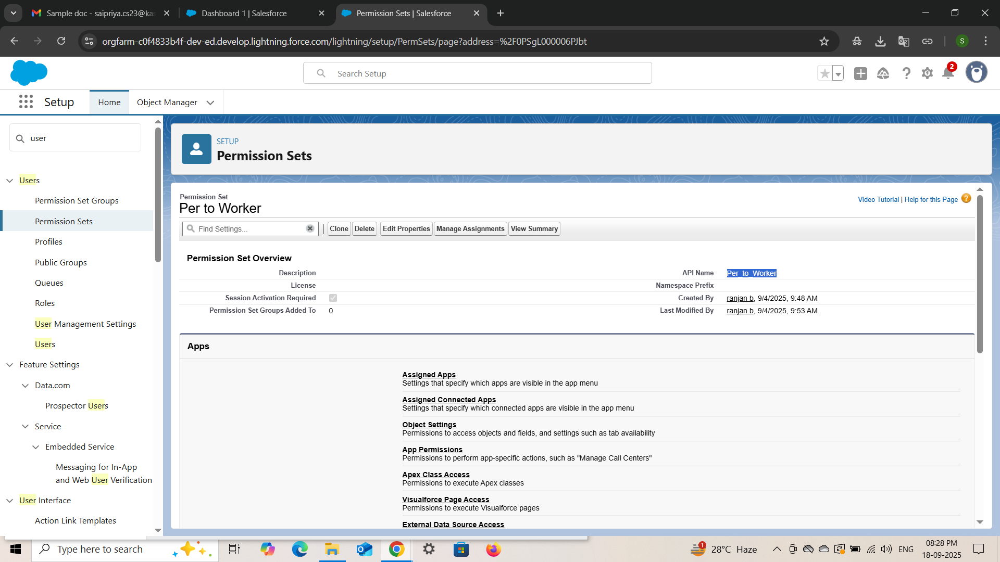 Sample doc - saipriya.cs23@kas
Dashboard 1 | Salesforce
Permission Sets | Salesforce
orgfarm-c0f4833b4f-dev-ed.develop.lightning.force.com/lightning/setup/PermSets/page?address=%2F0PSgL000006PJbt
S
Search Setup
2
Setup
Home
Object Manager
user
Users
Permission Set Groups
Permission Sets
Profiles
Public Groups
Queues
Roles
User Management Settings
Users
Feature Settings
Data.com
Prospector Users
Service
Embedded Service
Messaging for In-App
and Web User Verification
User Interface
Action Link Templates
SETUP
Permission Sets
Permission Set
Per to Worker
Video Tutorial | Help for this Page ?
Find Settings...
Clone
Delete
Edit Properties
Manage Assignments
View Summary
Permission Set Overview
Description
API Name Per_to_Worker
License
Namespace Prefix
Session Activation Required
Created By ranjan b, 9/4/2025, 9:48 AM
Permission Set Groups Added To 0
Last Modified By ranjan b, 9/4/2025, 9:53 AM
Apps
Assigned Apps
Settings that specify which apps are visible in the app menu
Assigned Connected Apps
Settings that specify which connected apps are visible in the app menu
Object Settings
Permissions to access objects and fields, and settings such as tab availability
App Permissions
Permissions to perform app-specific actions, such as "Manage Call Centers"
Apex Class Access
Permissions to execute Apex classes
Visualforce Page Access
Permissions to execute Visualforce pages
External Data Source Access
Type here to search
1
28°C Haze
ENG
08:28 PM
18-09-2025